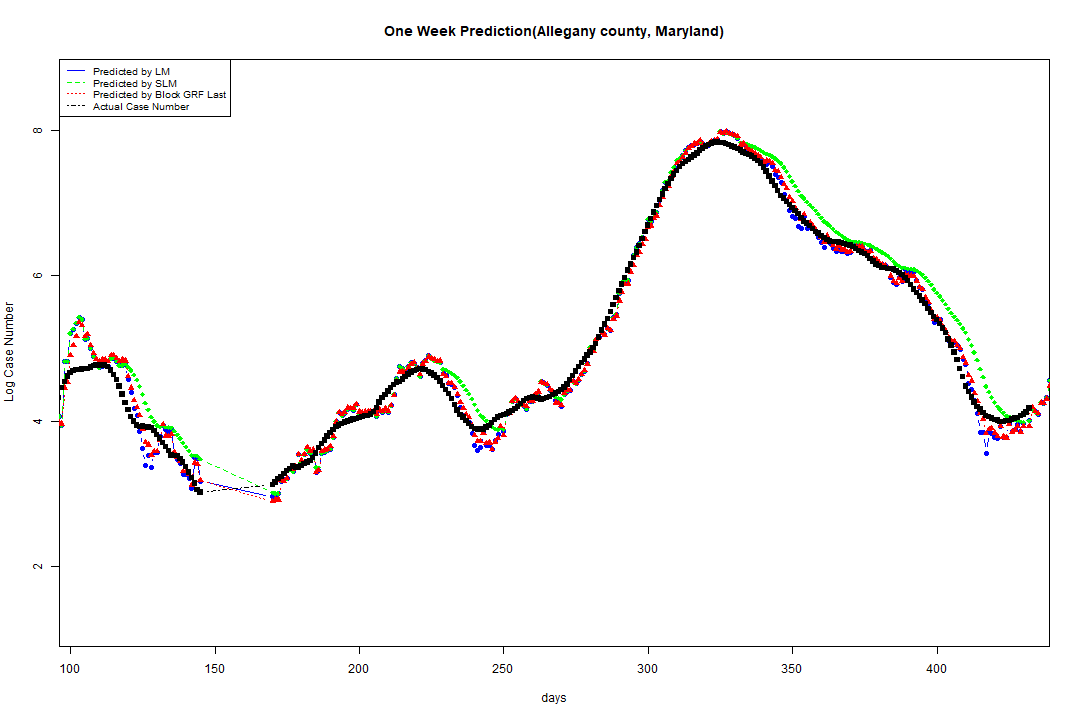 One Week Prediction(Allegany county, Maryland)
Predicted by LM
Predicted by SLM
Predicted by Block GRF Last
Actual Case Number
8
6
4
2
Log Case Number
100 150 200 250 300 350 400
days